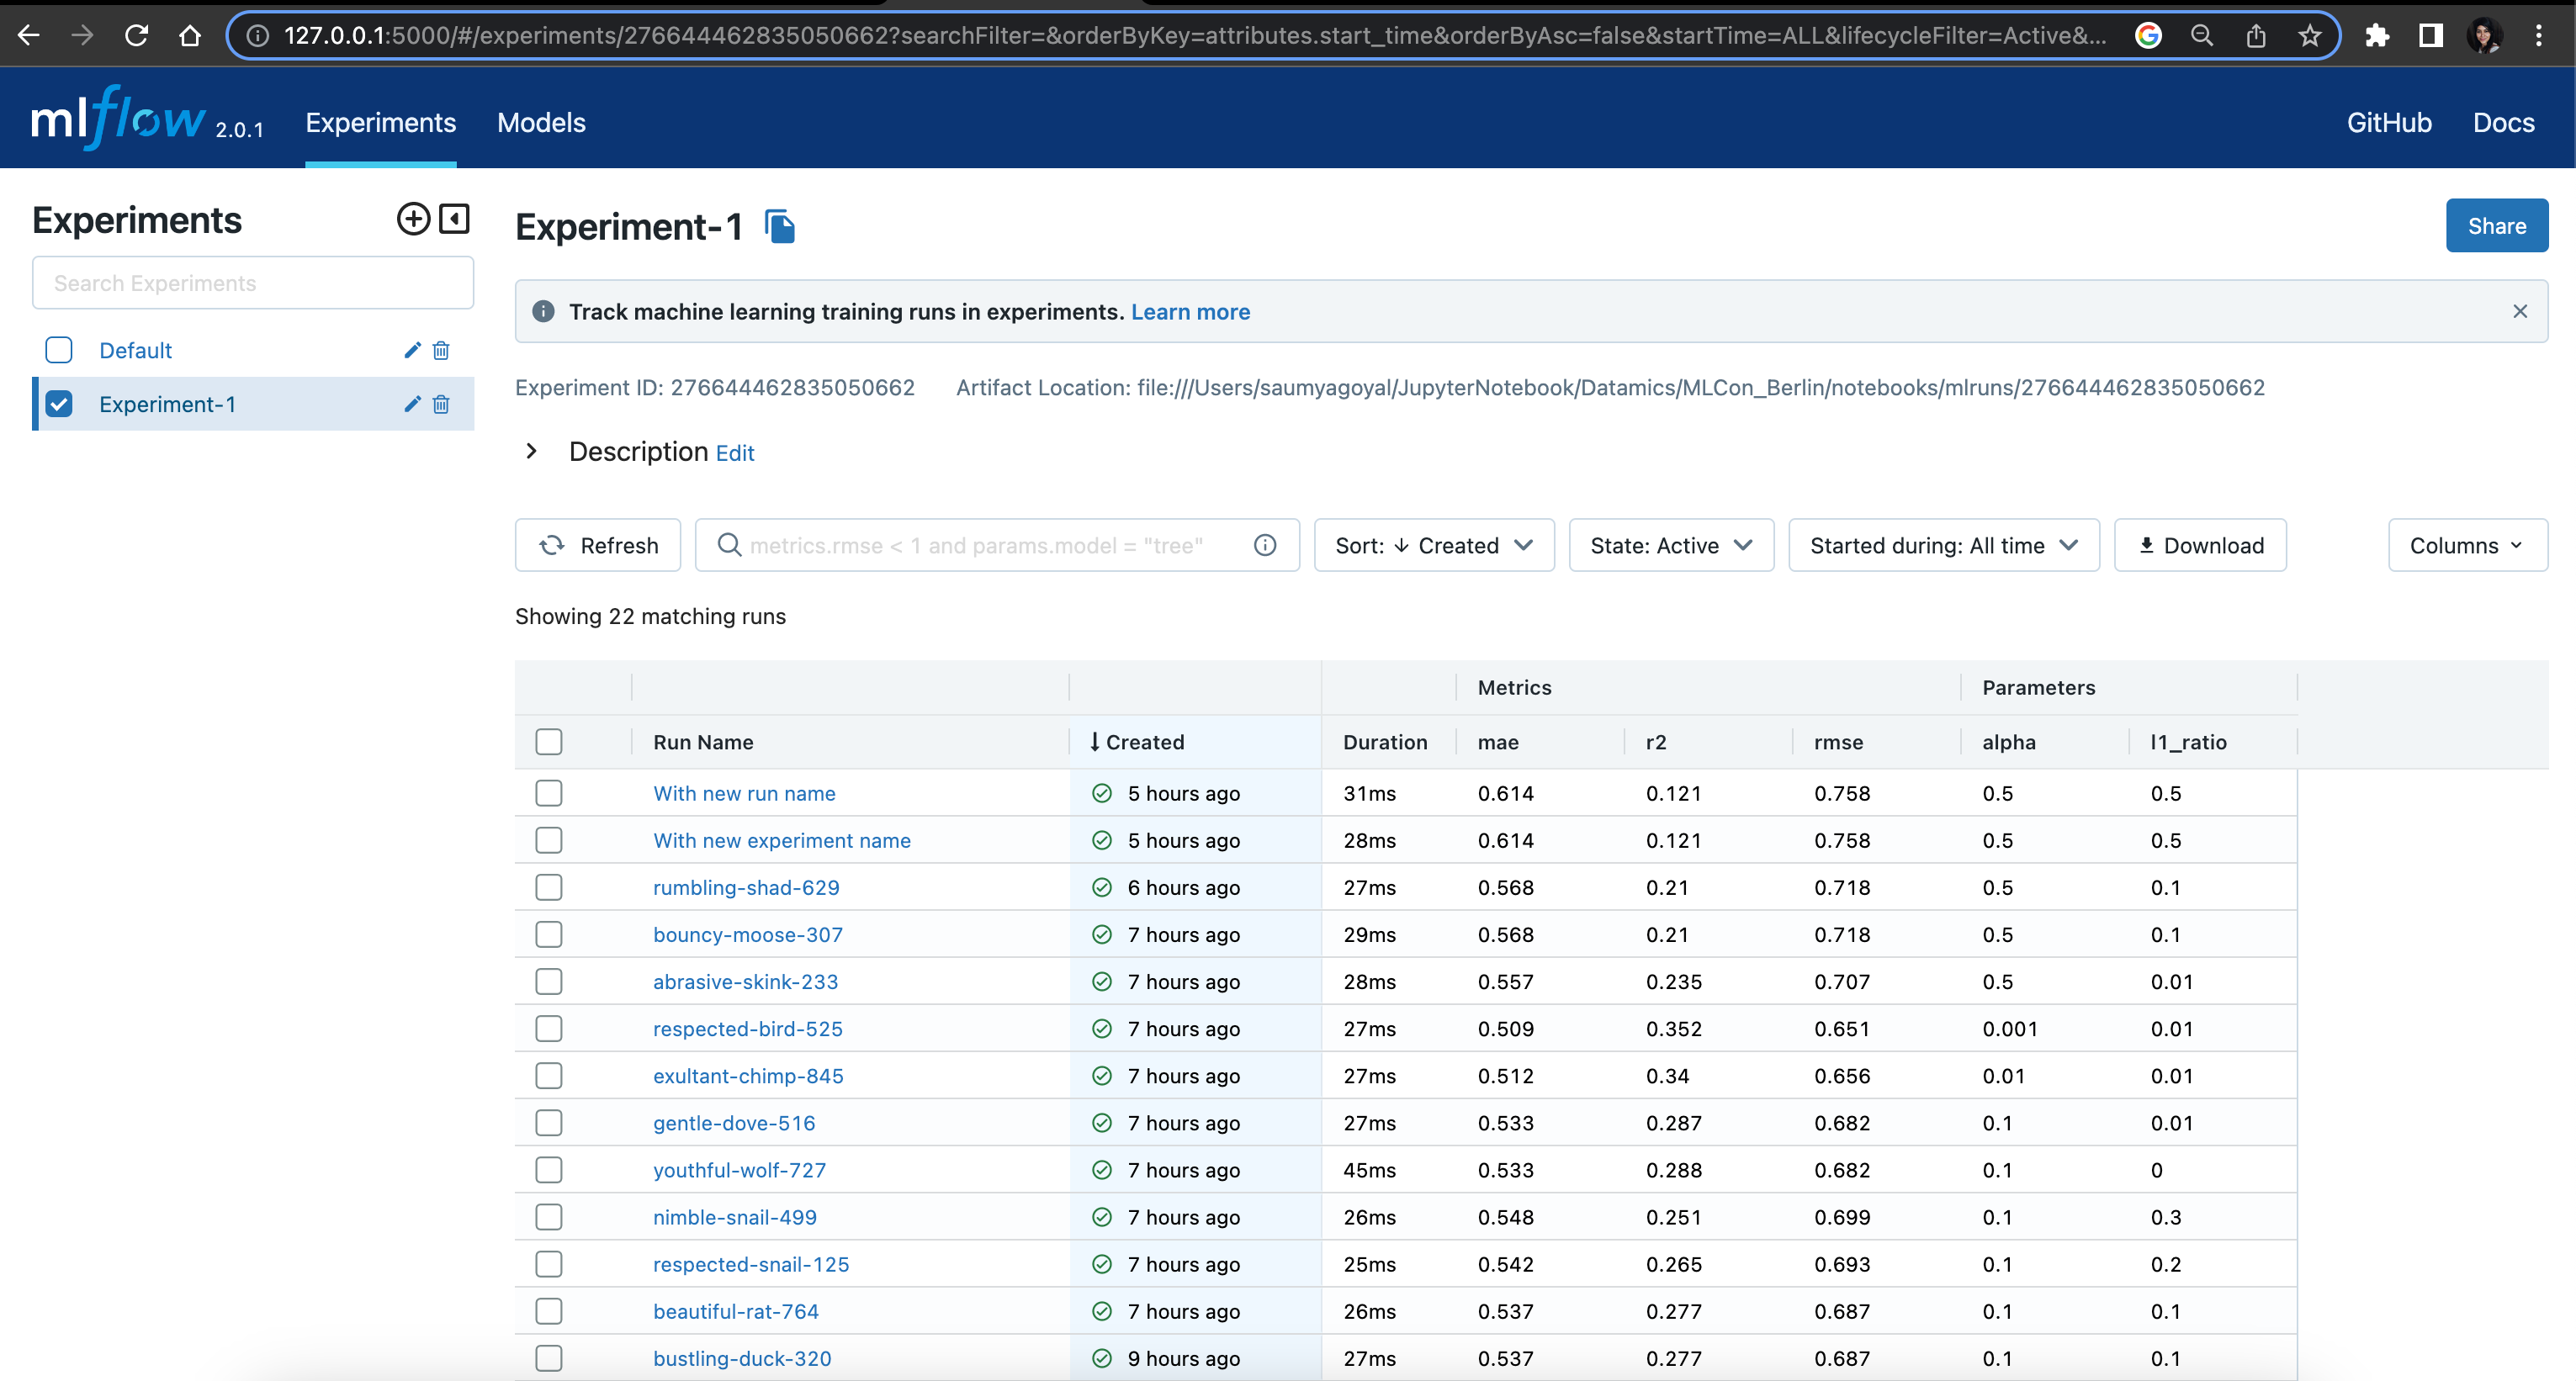 127.0.0.1:5000/#/experiments/276644462835050662?searchFilter=&orderByKey=attributes.start_time&orderByAsc=false&startTime=ALL&lifecycleFilter=Active&...
mlflow 2.0.1 Experiments Models GitHub Docs
Experiments
Search Experiments
Default
Experiment-1
Experiment-1 Share
Track machine learning training runs in experiments. Learn more
Experiment ID: 276644462835050662 Artifact Location: file:///Users/saumyagoyal/JupyterNotebook/Datamics/MLCon_Berlin/notebooks/mlruns/276644462835050662
Description Edit
Refresh metrics.rmse < 1 and params.model = "tree" Sort: ↓ Created State: Active Started during: All time Download Columns
Showing 22 matching runs
Metrics Parameters
Run Name ↓ Created Duration mae r2 rmse alpha l1_ratio
With new run name 5 hours ago 31ms 0.614 0.121 0.758 0.5 0.5
With new experiment name 5 hours ago 28ms 0.614 0.121 0.758 0.5 0.5
rumbling-shad-629 6 hours ago 27ms 0.568 0.21 0.718 0.5 0.1
bouncy-moose-307 7 hours ago 29ms 0.568 0.21 0.718 0.5 0.1
abrasive-skink-233 7 hours ago 28ms 0.557 0.235 0.707 0.5 0.01
respected-bird-525 7 hours ago 27ms 0.509 0.352 0.651 0.001 0.01
exultant-chimp-845 7 hours ago 27ms 0.512 0.34 0.656 0.01 0.01
gentle-dove-516 7 hours ago 27ms 0.533 0.287 0.682 0.1 0.01
youthful-wolf-727 7 hours ago 45ms 0.533 0.288 0.682 0.1 0
nimble-snail-499 7 hours ago 26ms 0.548 0.251 0.699 0.1 0.3
respected-snail-125 7 hours ago 25ms 0.542 0.265 0.693 0.1 0.2
beautiful-rat-764 7 hours ago 26ms 0.537 0.277 0.687 0.1 0.1
bustling-duck-320 9 hours ago 27ms 0.537 0.277 0.687 0.1 0.1